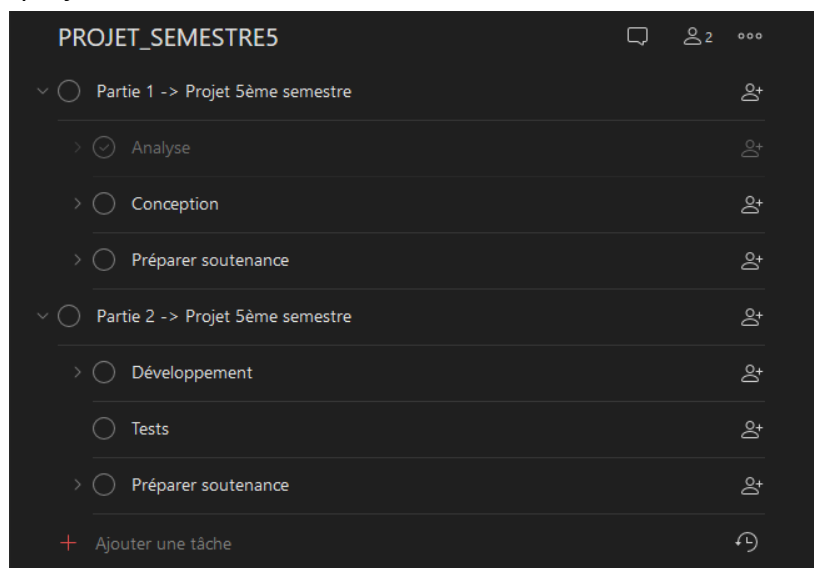 PROJET_SEMESTRE5 2
Partie 1 -> Projet 5ème semestre
Analyse
Conception
Préparer soutenance
Partie 2 -> Projet 5ème semestre
Développement
Tests
Préparer soutenance
Ajouter une tâche